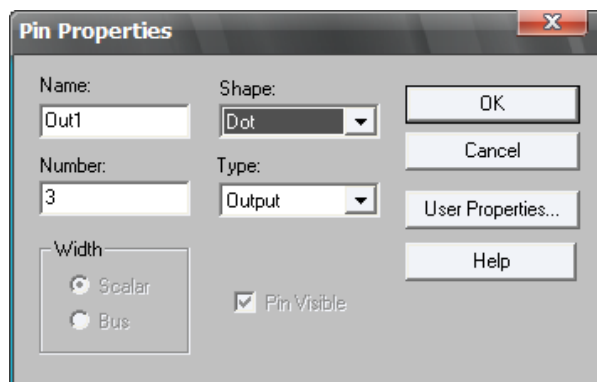 Pin Properties
Name:
Out1
Shape:
Dot
OK
Number:
3
Type:
Output
Cancel
User Properties...
Width
Scalar
Bus
Pin Visible
Help